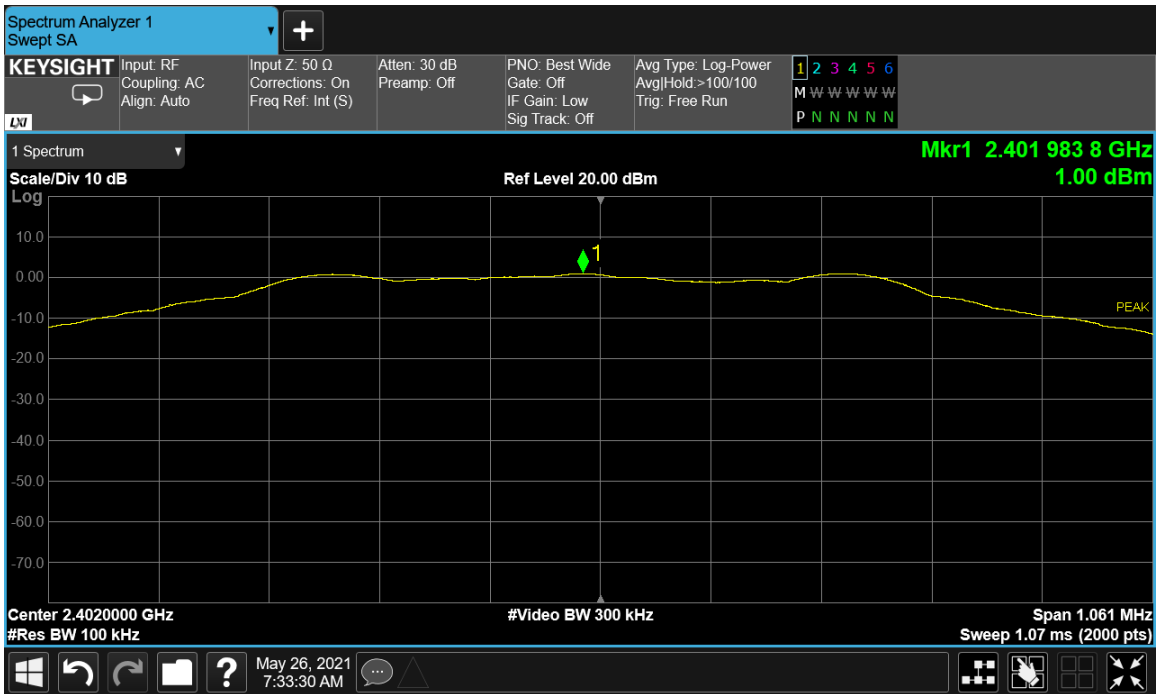 Spectrum Analyzer 1
Swept SA
KEYSIGHT
LXI
Input: RF
Coupling: AC
Align: Auto
Input Z: 50 Ω
Corrections: On
Freq Ref: Int (S)
Atten: 30 dB
Preamp: Off
PNO: Best Wide
Gate: Off
IF Gain: Low
Sig Track: Off
Avg Type: Log-Power
Avg|Hold:>100/100
Trig: Free Run
1 2 3 4 5 6
M W W W W W
P N N N N N
1 Spectrum
Mkr1 2.401 983 8 GHz
1.00 dBm
Scale/Div 10 dB
Ref Level 20.00 dBm
Log
10.0
0.00
-10.0
-20.0
-30.0
-40.0
-50.0
-60.0
-70.0
1
PEAK
Center 2.4020000 GHz
#Video BW 300 kHz
Span 1.061 MHz
#Res BW 100 kHz
Sweep 1.07 ms (2000 pts)
?
May 26, 2021
7:33:30 AM